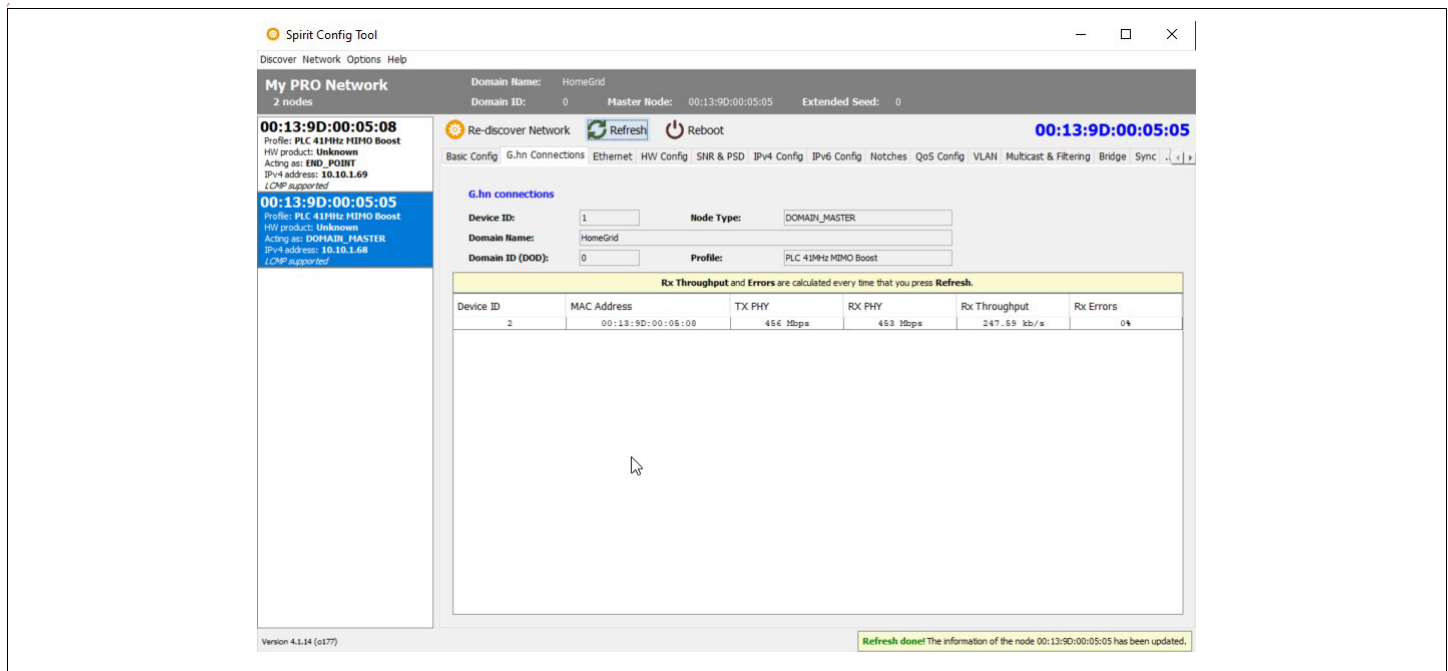 Spirit Config Tool
Discover Network Options Help
My PRO Network
2 nodes
Domain Name: HomeGrid
Domain ID: 0 Master Node: 00:13:9D:00:05:05 Extended Seed: 0
00:13:9D:00:05:08
Profile: PLC 41MHz MIMO Boost
HW product: Unknown
Acting as: END_POINT
IPv4 address: 10.10.1.69
LCMP supported
00:13:9D:00:05:05
Profile: PLC 41MHz MIMO Boost
HW product: Unknown
Acting as: DOMAIN_MASTER
IPv4 address: 10.10.1.68
LCMP supported
Re-discover Network Refresh Reboot 00:13:9D:00:05:05
Basic Config G.hn Connections Ethernet HW Config SNR & PSD IPv4 Config IPv6 Config Notches QoS Config VLAN Multicast & Filtering Bridge Sync ..
G.hn connections
Device ID: 1 Node Type: DOMAIN_MASTER
Domain Name: HomeGrid
Domain ID (DOD): 0 Profile: PLC 41MHz MIMO Boost
Rx Throughput and Errors are calculated every time that you press Refresh.
Device ID MAC Address TX PHY RX PHY Rx Throughput Rx Errors
2 00:13:9D:00:05:08 456 Mbps 453 Mbps 247.59 kb/s 0%
Version 4.1.14 (o177)
Refresh done! The information of the node 00:13:9D:00:05:05 has been updated.